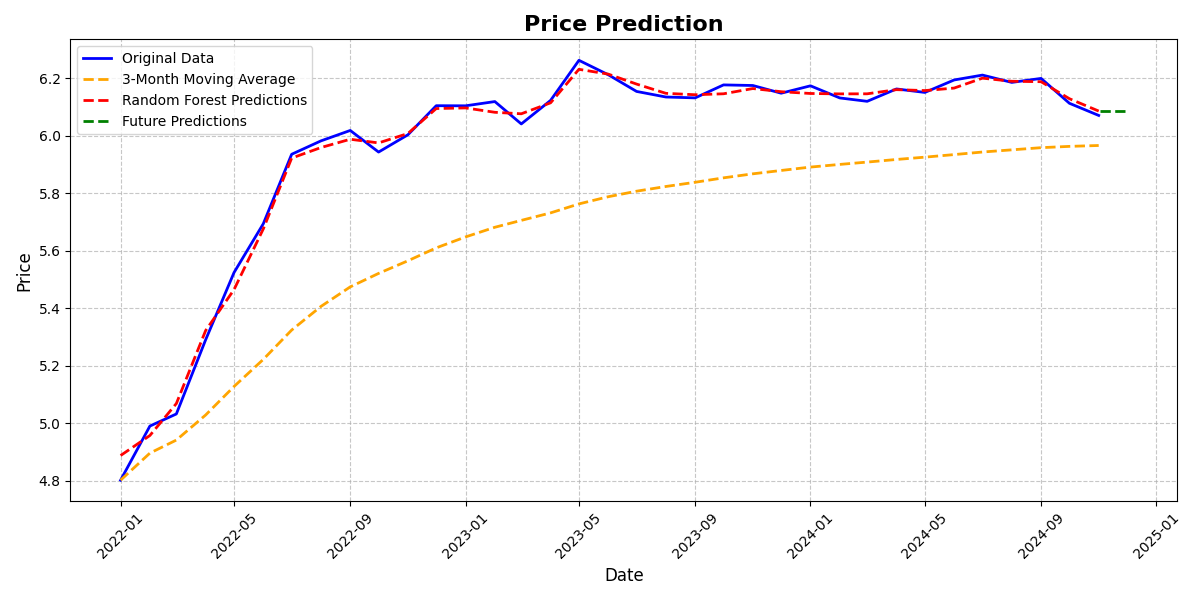 Price Prediction
Original Data
3-Month Moving Average
Random Forest Predictions
Future Predictions
Price
6.2
6.0
5.8
5.6
5.4
5.2
5.0
4.8
2022-01
2022-05
2022-09
2023-01
2023-05
2023-09
2024-01
2024-05
2024-09
2025-01
Date